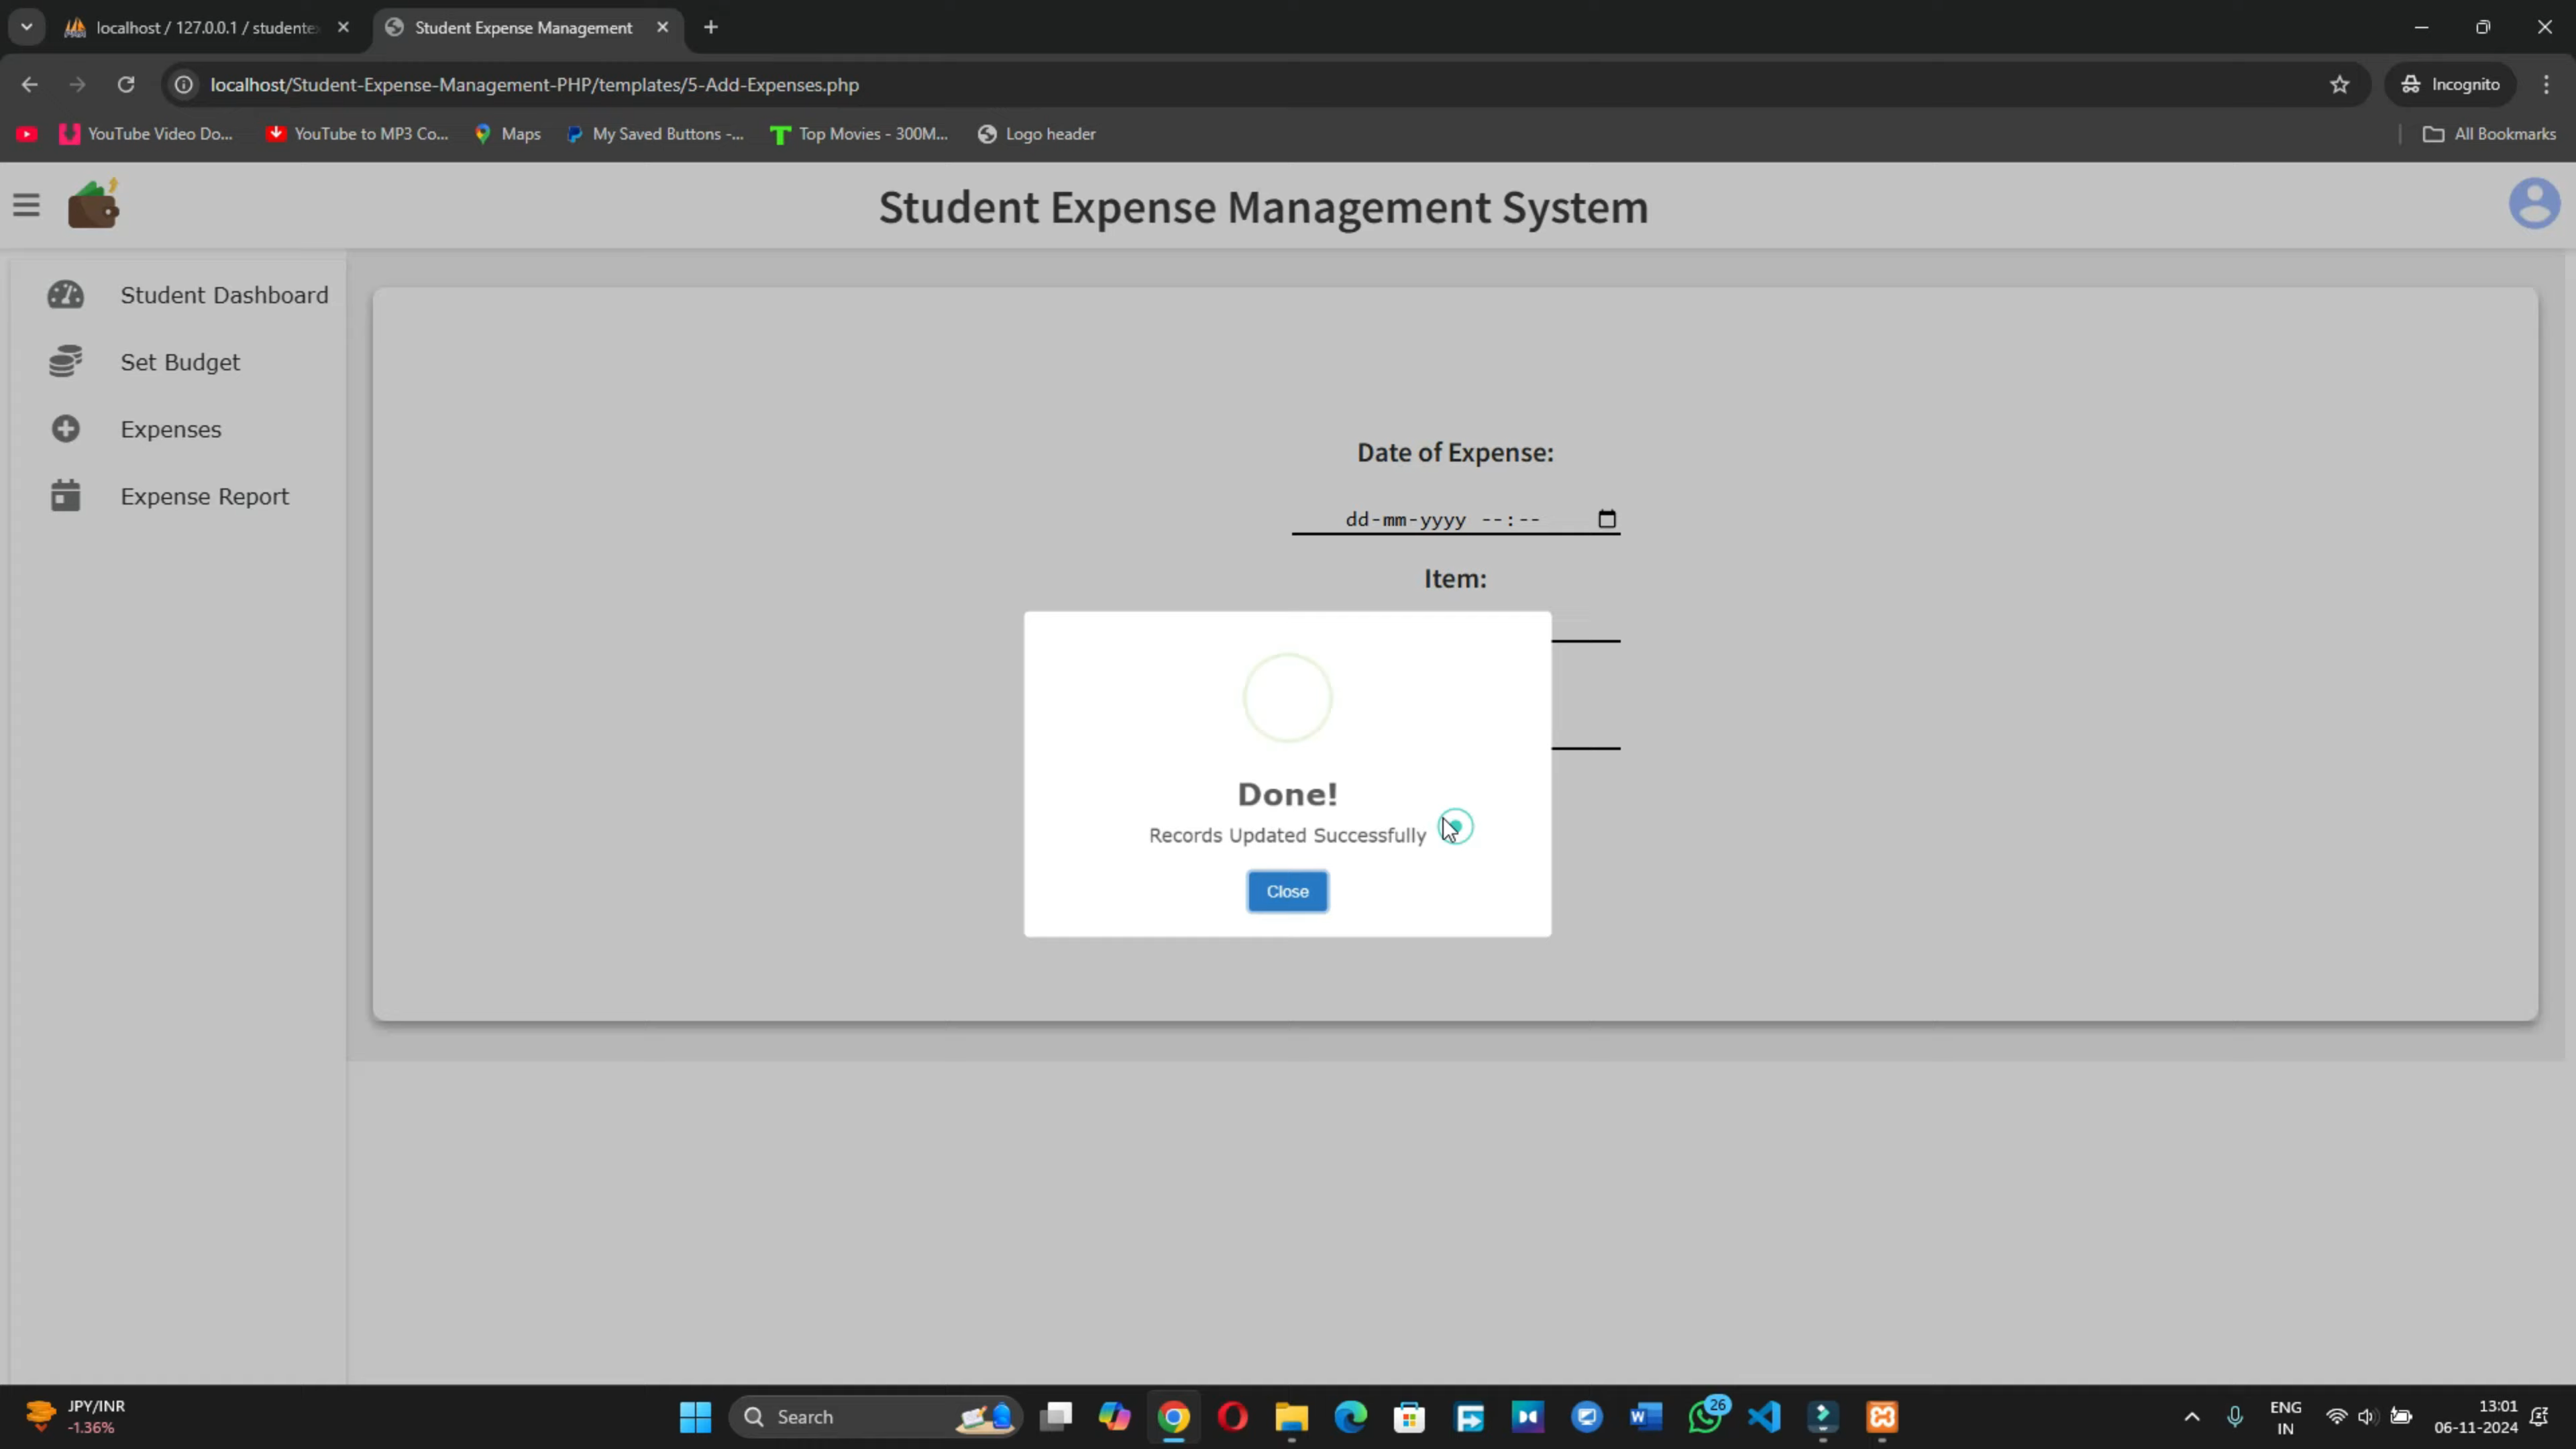 localhost / 127.0.0.1 / studente
Student Expense Management
localhost/Student-Expense-Management-PHP/templates/5-Add-Expenses.php
Incognito
YouTube Video Do...
YouTube to MP3 Co...
Maps
My Saved Buttons -...
Top Movies - 300M...
Logo header
All Bookmarks
Student Expense Management System
Student Dashboard
Set Budget
Expenses
Expense Report
Date of Expense:
dd-mm-yyyy --:--
Item:
Done!
Records Updated Successfully
Close
JPY/INR
-1.36%
Search
26
ENG
IN
13:01
06-11-2024